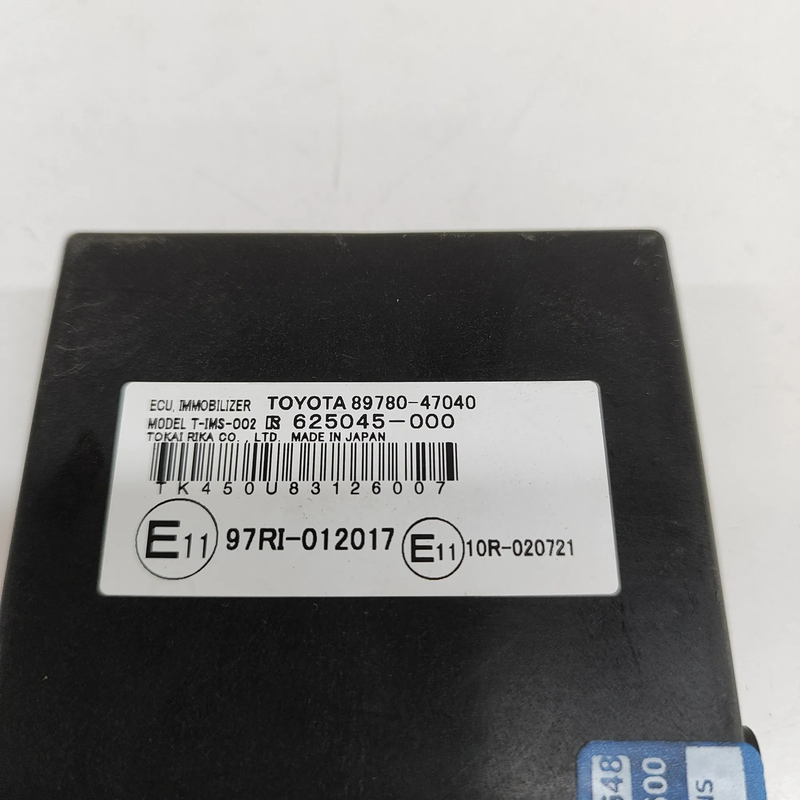 ECU, IMMOBILIZER TOYOTA 89780-47040
MODEL T-IMS-002 R 625045-000
TOKAI RIKA CO., LTD. MADE IN JAPAN
TK450U83126007
E11 97RI-012017 E11 10R-020721